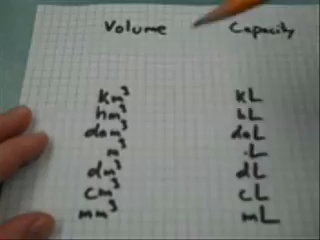 Volume Capacity
km³ kL
hm³ hL
dam³ daL
m³ L
dm³ dL
cm³ cL
mm³ mL